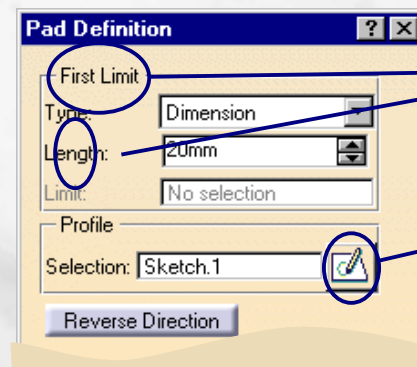 Pad Definition ? X
First Limit
Type: Dimension
Length: 20mm
Limit: No selection
Profile
Selection: Sketch.1
Reverse Direction